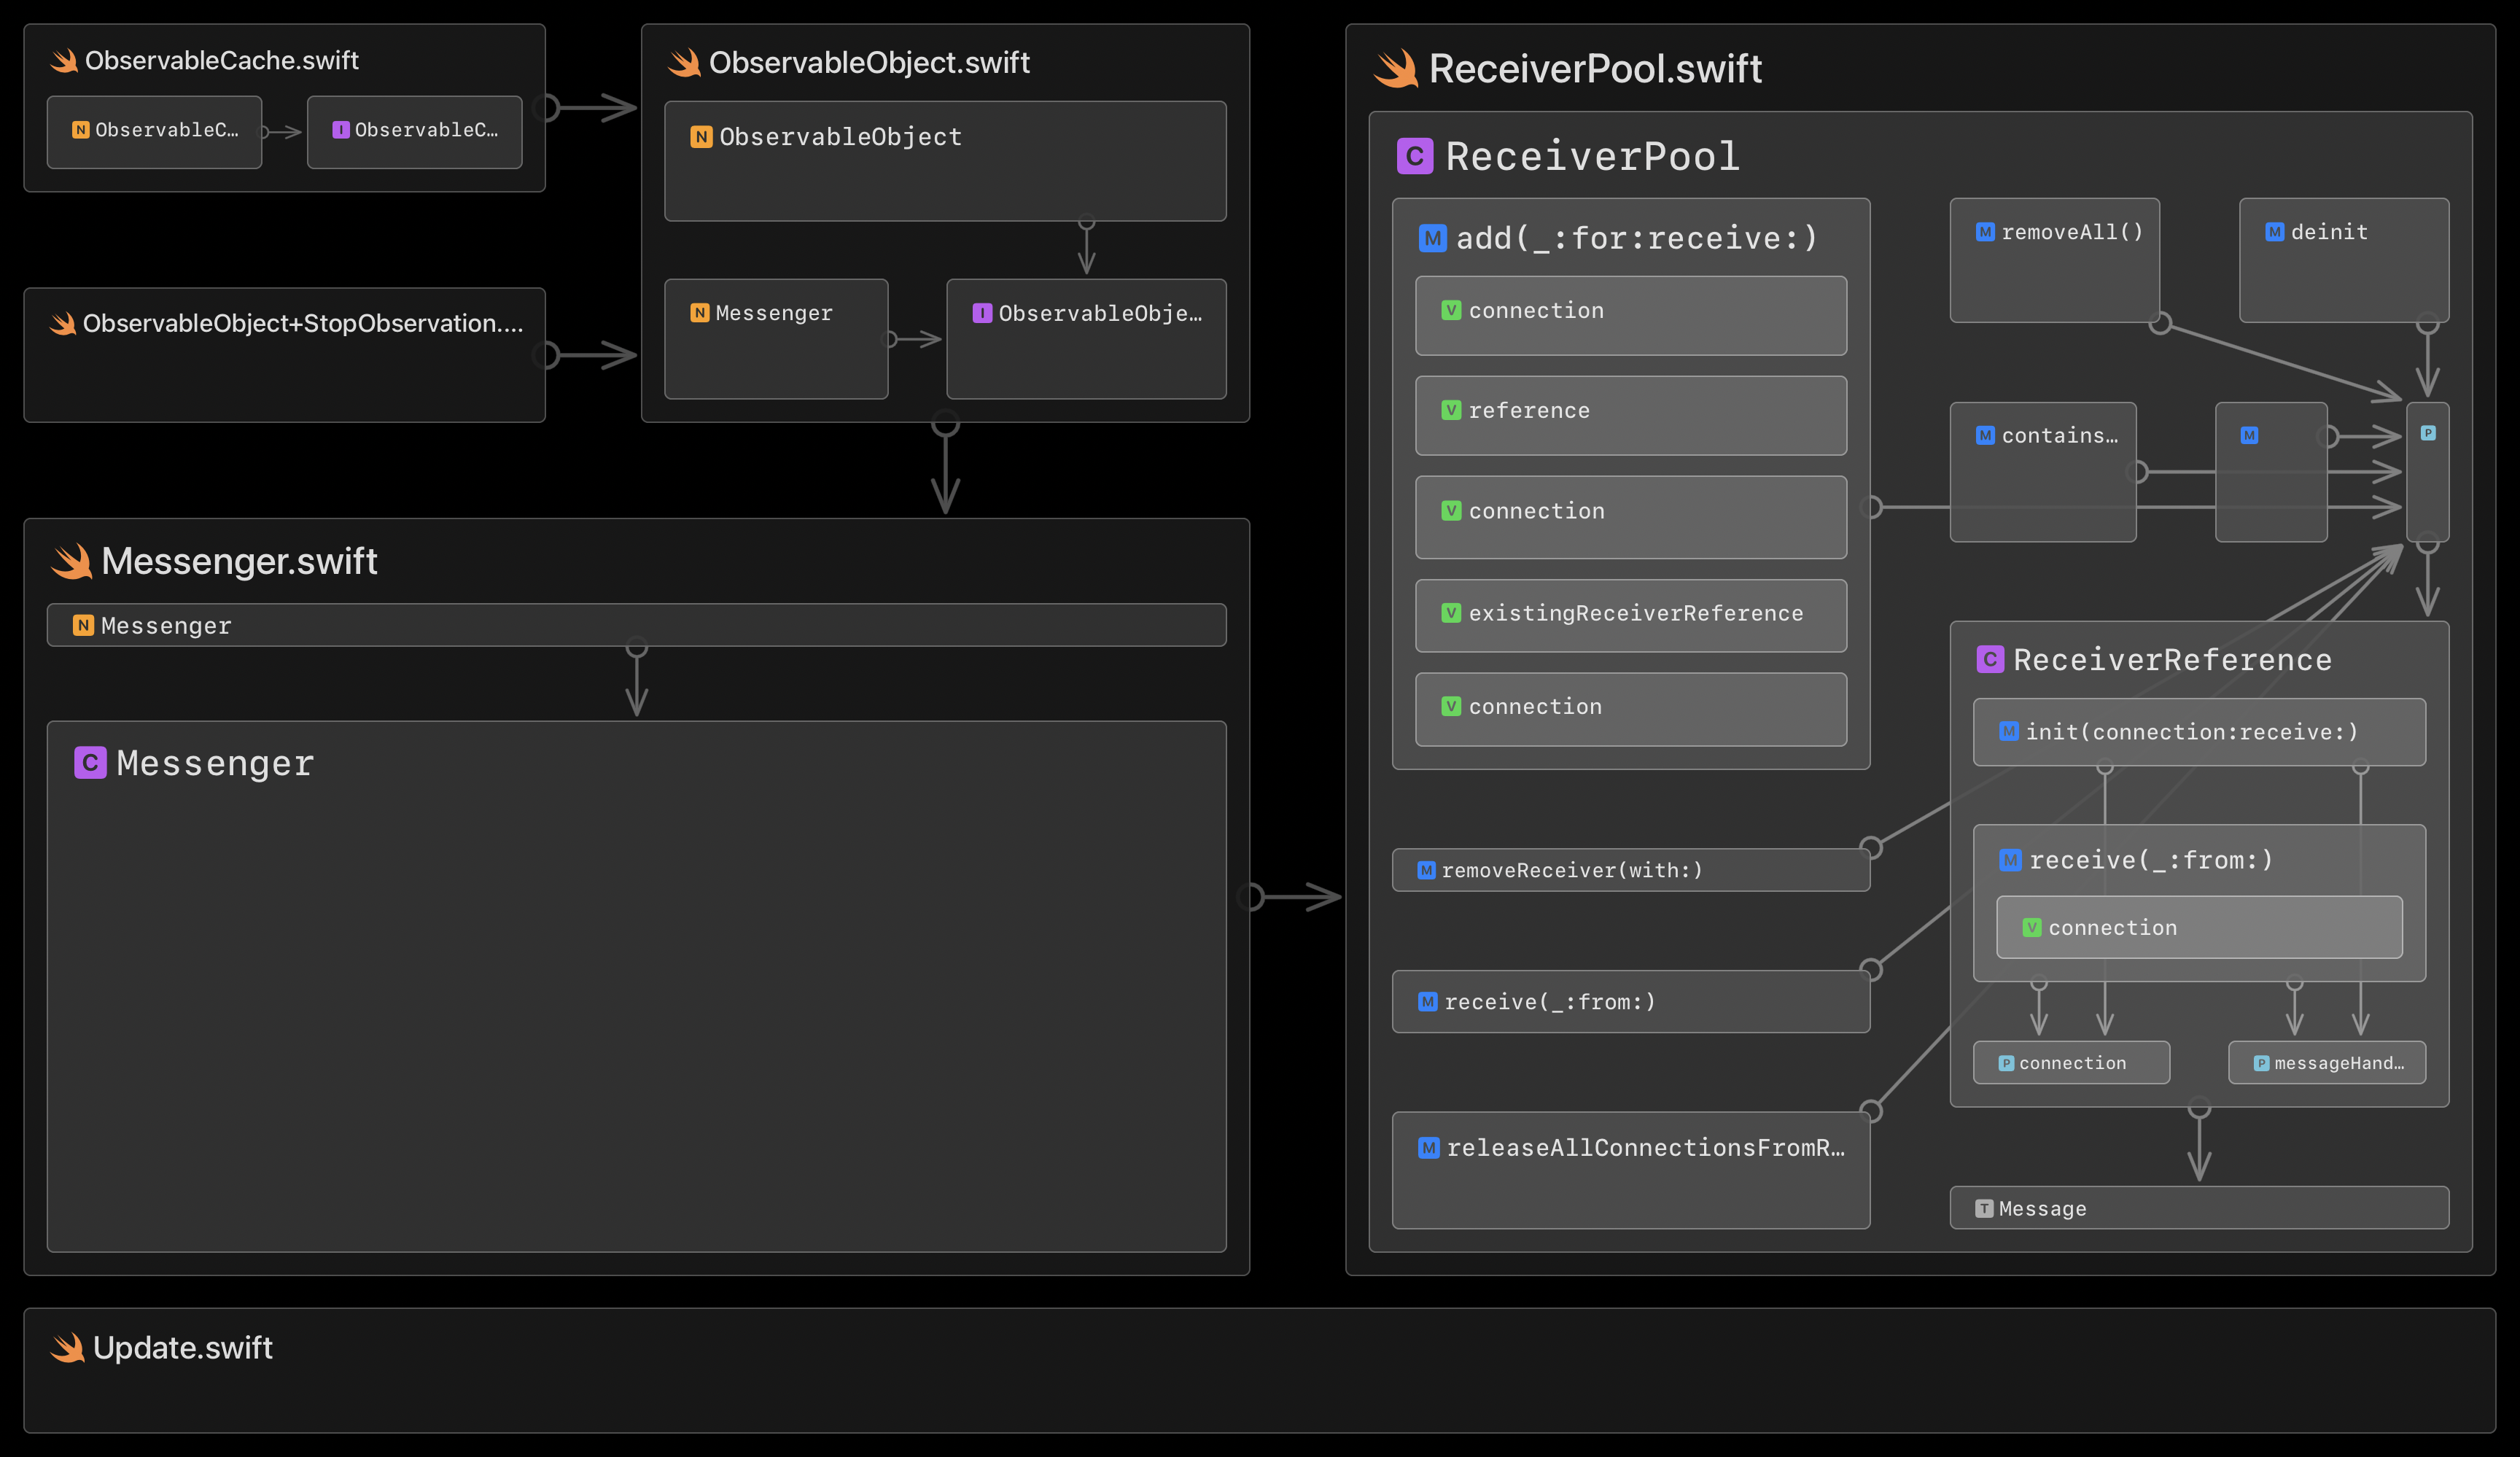 ObservableCache.swift
N ObservableC…
I ObservableC…
ObservableObject+StopObservation.…
ObservableObject.swift
N ObservableObject
N Messenger
I ObservableObje…
Messenger.swift
N Messenger
C Messenger
ReceiverPool.swift
C ReceiverPool
M add(_:for:receive:)
V connection
V reference
V connection
V existingReceiverReference
V connection
M removeAll()
M deinit
M contains…
M
P
M removeReceiver(with:)
M receive(_:from:)
M releaseAllConnectionsFromR…
C ReceiverReference
M init(connection:receive:)
M receive(_:from:)
V connection
P connection
P messageHand…
T Message
Update.swift